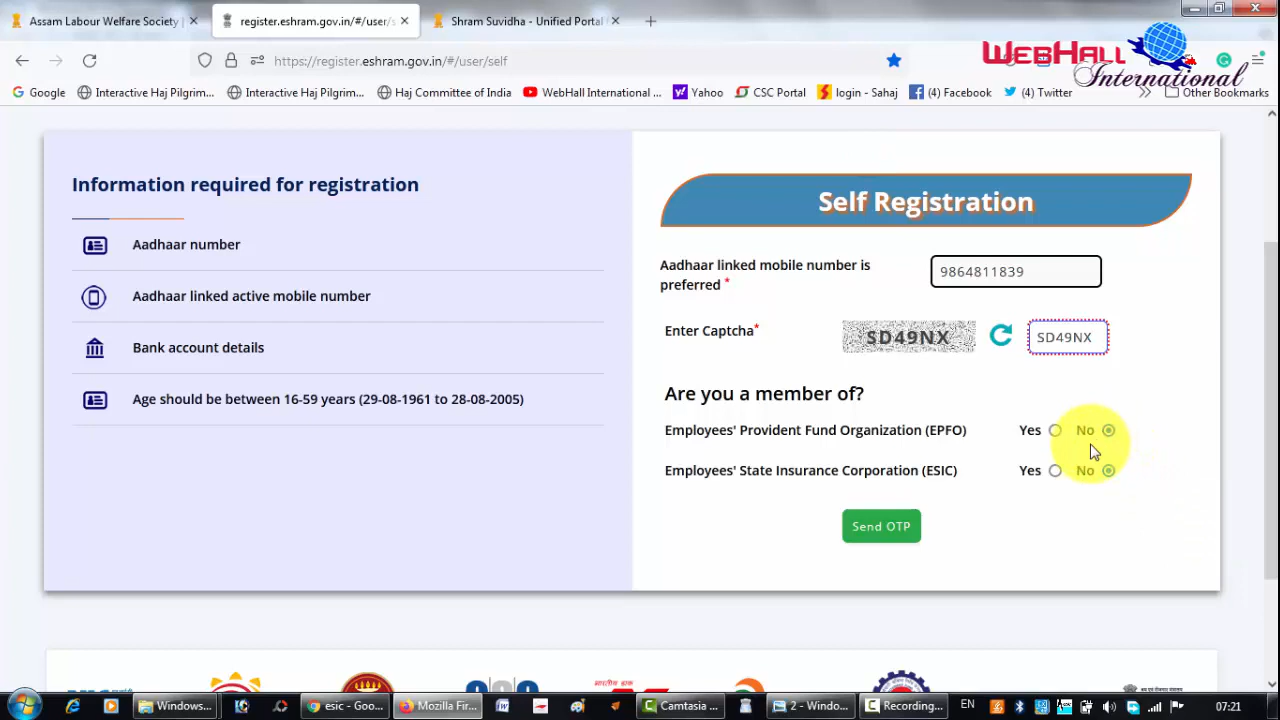 Assam Labour Welfare Society |
register.eshram.gov.in/#/user/s
Shram Suvidha - Unified Portal
https://register.eshram.gov.in/#/user/self
WEBHALL
International
Google
Interactive Haj Pilgrim...
Interactive Haj Pilgrim...
Haj Committee of India
WebHall International ...
Yahoo
CSC Portal
login - Sahaj
(4) Facebook
(4) Twitter
Other Bookmarks
Information required for registration
Aadhaar number
Aadhaar linked active mobile number
Bank account details
Age should be between 16-59 years (29-08-1961 to 28-08-2005)
Self Registration
Aadhaar linked mobile number is
preferred *
9864811839
Enter Captcha*
SD49NX
SD49NX
Are you a member of?
Employees' Provident Fund Organization (EPFO)
Yes
No
Employees' State Insurance Corporation (ESIC)
Yes
No
Send OTP
Windows...
esic - Goo...
Mozilla Fir...
Camtasia ...
2 - Windo...
Recording...
EN
07:21